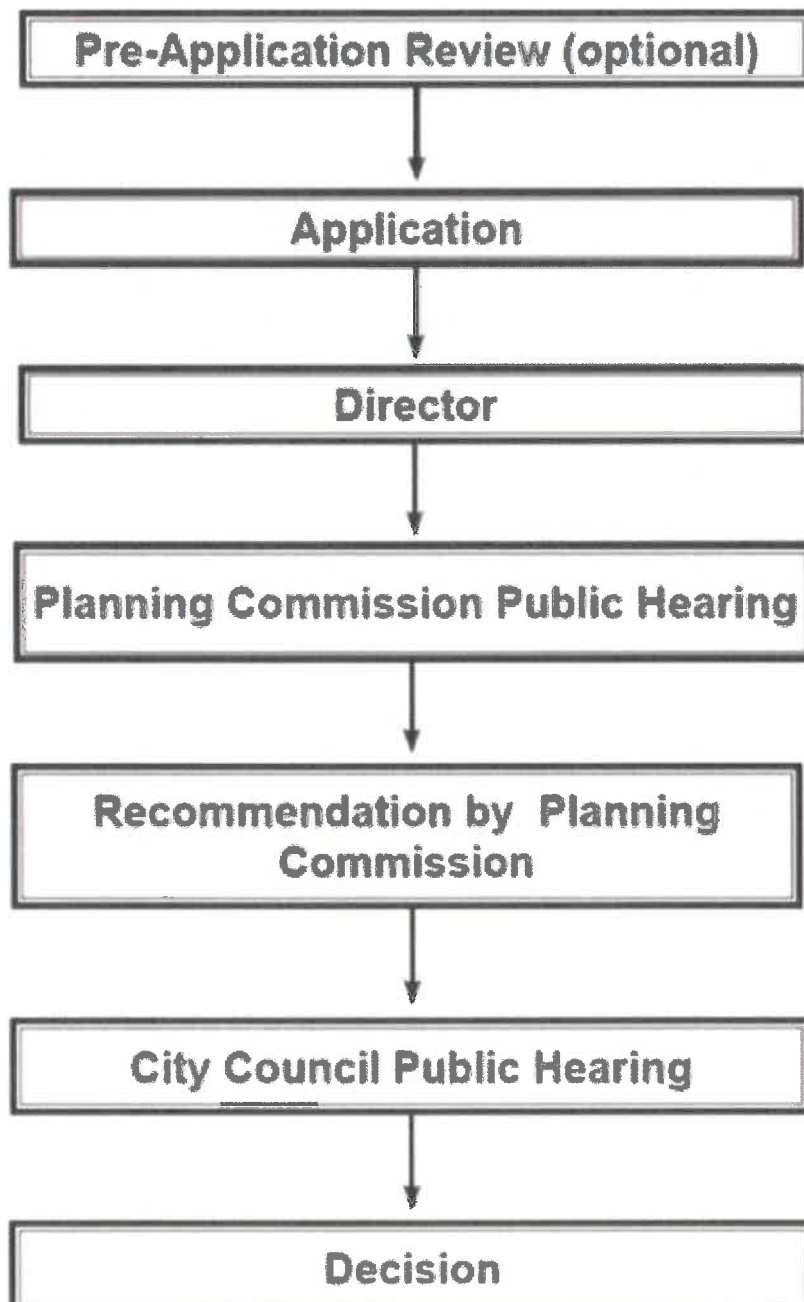 Pre-Application Review (optional)
Application
Director
Planning Commission Public Hearing
Recommendation by Planning
Commission
City Council Public Hearing
Decision